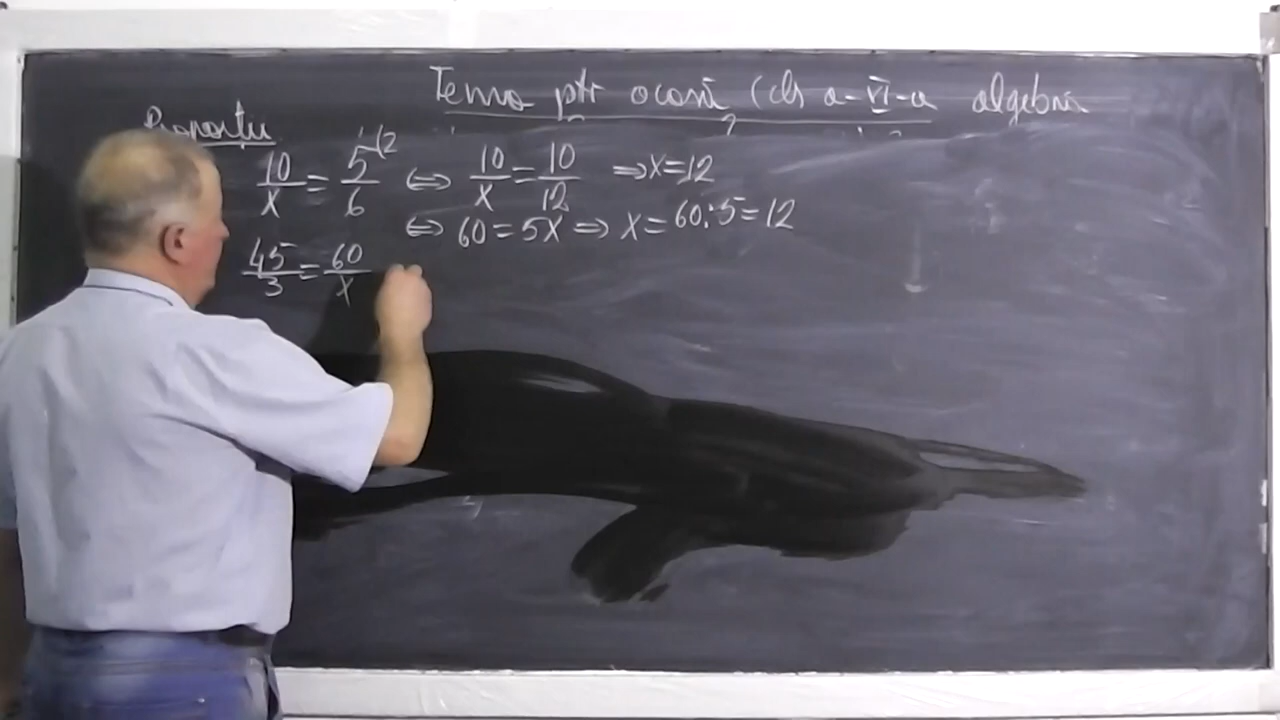 Tema ptr acasă (cls a-VI-a algebră
Proporții
10/x = 5/6 ⇔ 10/x = 10/12 ⇒ x=12
⇔ 60=5x ⇒ x=60:5=12
45/3 = 60/x